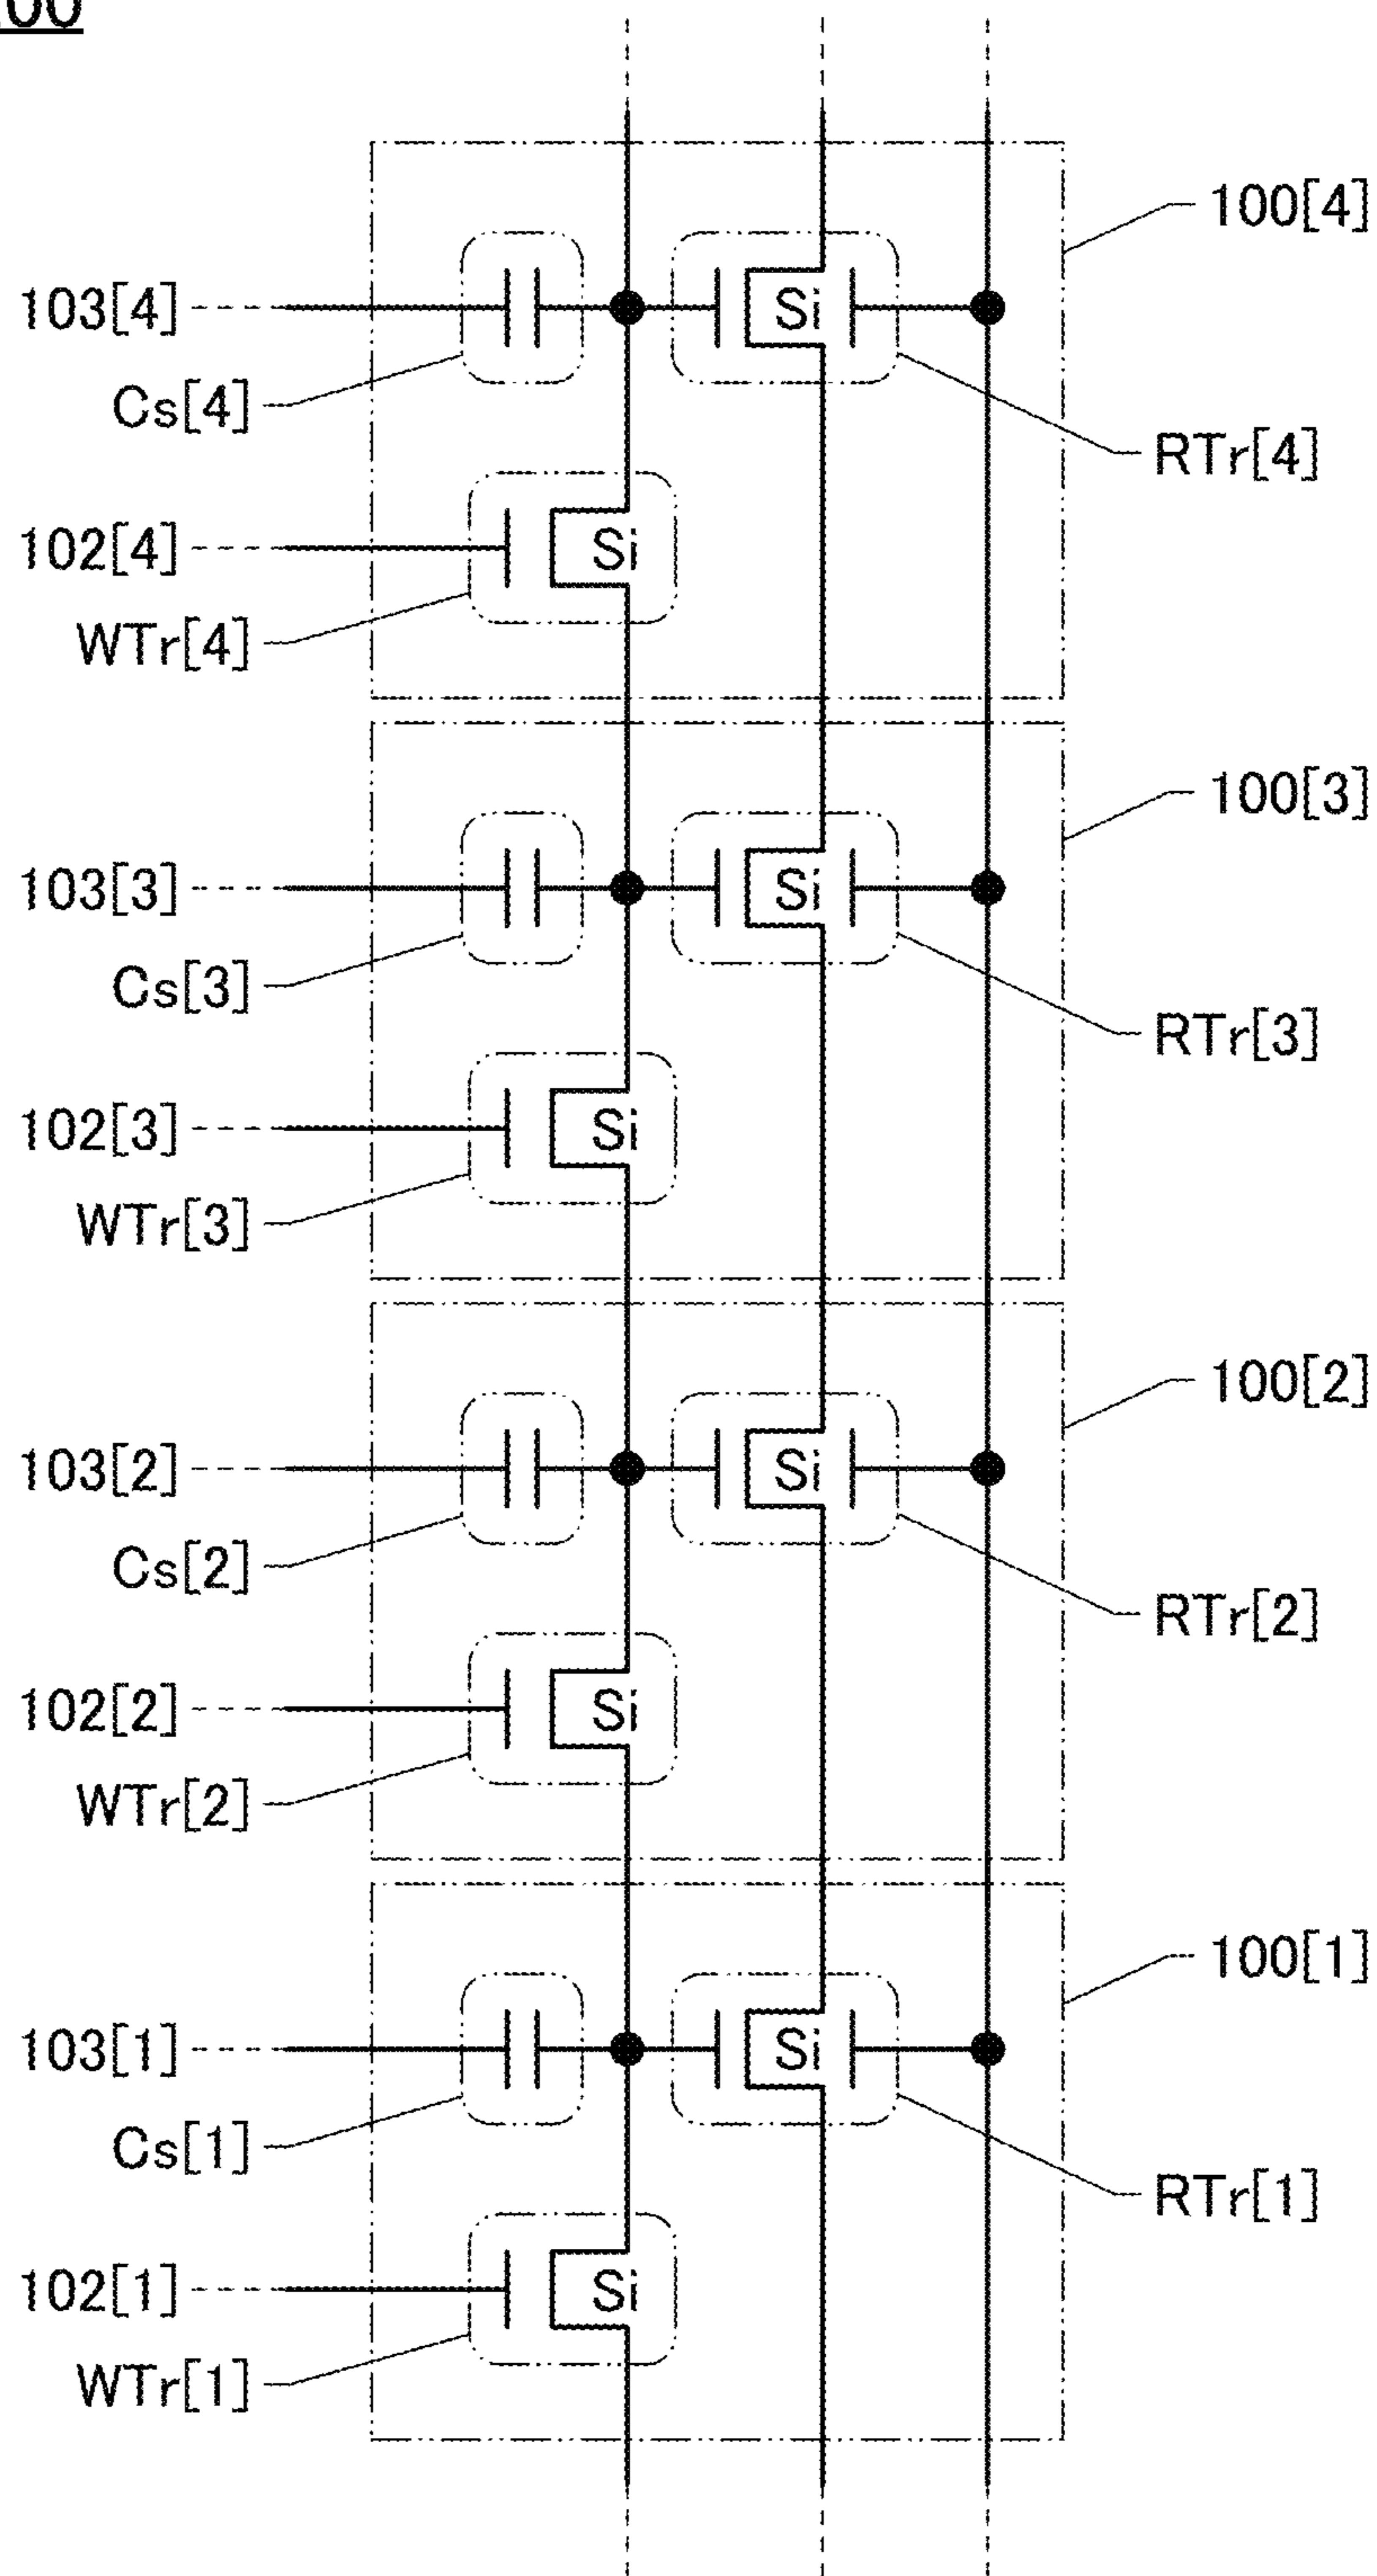 100[4]
103[4]
Si
Cs[4]
RTr[4]
102[4]
Si
WTr[4]
100[3]
103[3]
Si
Cs[3]
RTr[3]
102[3]
Si
WTr[3]
100[2]
103[2]
Si
Cs[2]
RTr[2]
102[2]
Si
WTr[2]
100[1]
103[1]
Si
Cs[1]
RTr[1]
102[1]
Si
WTr[1]